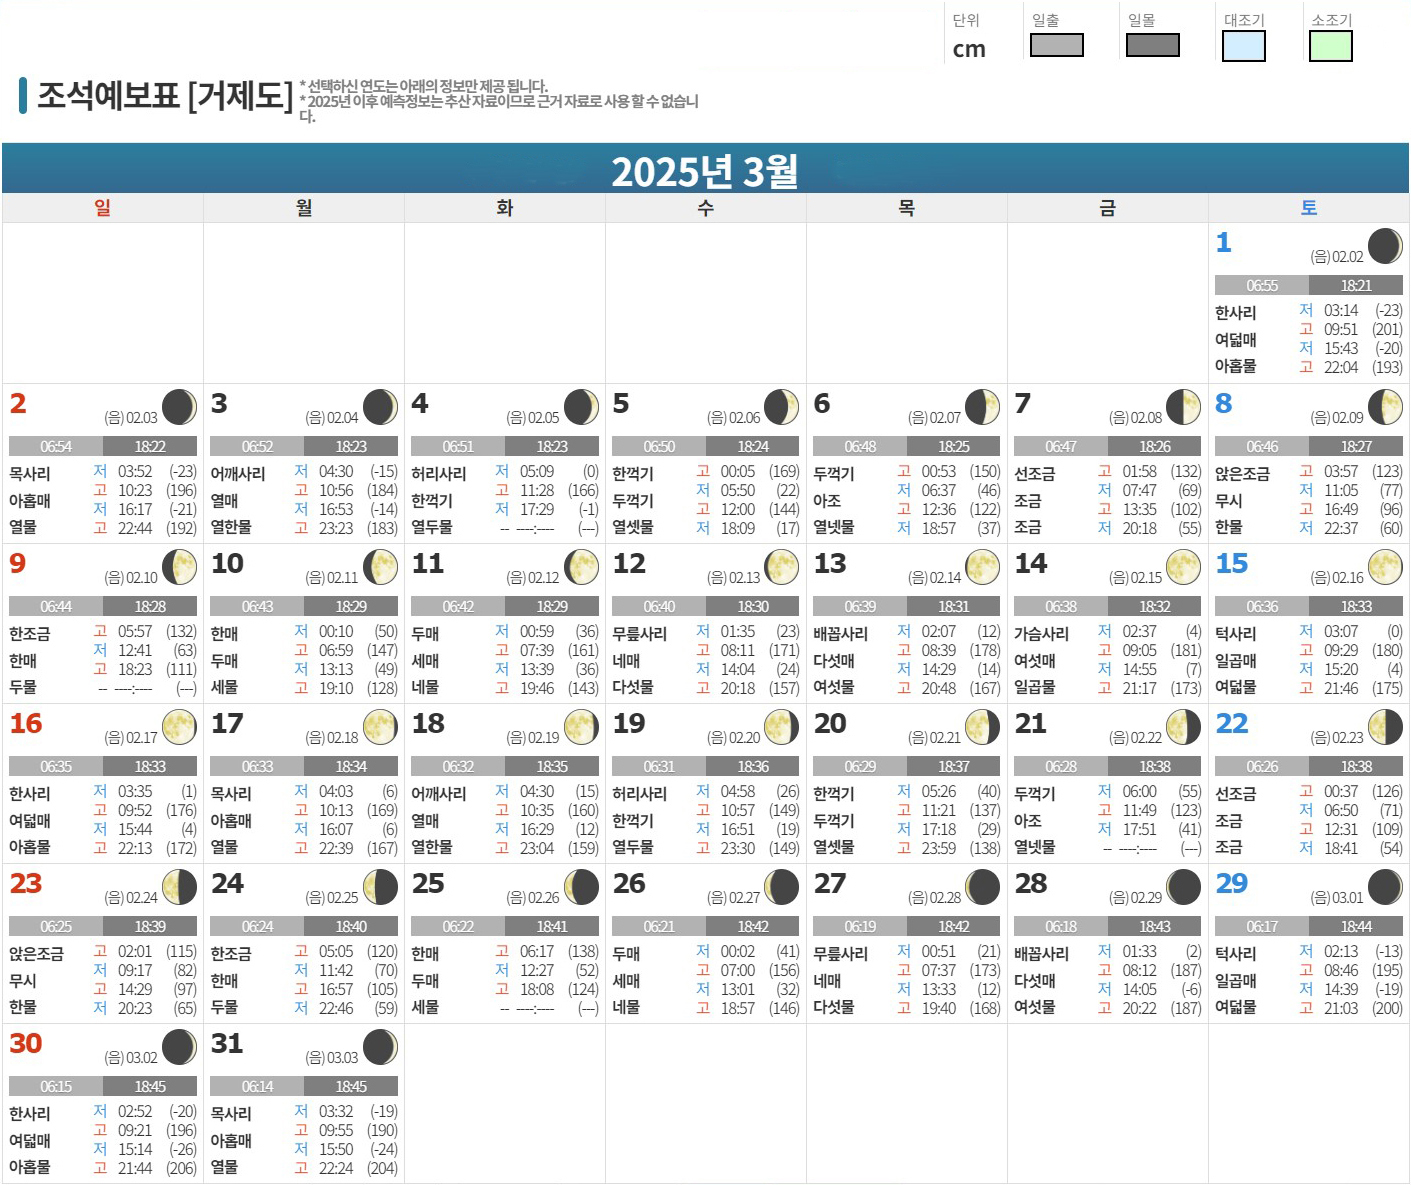 단위 일출 일몰 대조기 소조기
cm
조석예보표 [거제도]
* 선택하신 연도는 아래의 정보만 제공 됩니다.
* 2025년 이후 예측정보는 추산 자료이므로 근거 자료로 사용 할 수 없습니
다.
2025년 3월
일 월 화 수 목 금 토
1 (음) 02.02
06:55 18:21
한사리 여덟매 아홉물
저 03:14 (-23)
고 09:51 (201)
저 15:43 (-20)
고 22:04 (193)
2 (음) 02.03
06:54 18:22
목사리 아홉매 열물
저 03:52 (-23)
고 10:23 (196)
저 16:17 (-21)
고 22:44 (192)
3 (음) 02.04
06:52 18:23
어깨사리 열매 열한물
저 04:30 (-15)
고 10:56 (184)
저 16:53 (-14)
고 23:23 (183)
4 (음) 02.05
06:51 18:23
허리사리 한꺽기 열두물
저 05:09 (0)
고 11:28 (166)
저 17:29 (-1)
-- ----:---- (---)
5 (음) 02.06
06:50 18:24
한꺽기 두꺽기 열셋물
고 00:05 (169)
저 05:50 (22)
고 12:00 (144)
저 18:09 (17)
6 (음) 02.07
06:48 18:25
두꺽기 아조 열넷물
고 00:53 (150)
저 06:37 (46)
고 12:36 (122)
저 18:57 (37)
7 (음) 02.08
06:47 18:26
선조금 조금 조금
고 01:58 (132)
저 07:47 (69)
고 13:35 (102)
저 20:18 (55)
8 (음) 02.09
06:46 18:27
앉은조금 무시 한물
고 03:57 (123)
저 11:05 (77)
고 16:49 (96)
저 22:37 (60)
9 (음) 02.10
06:44 18:28
한조금 한매 두물
고 05:57 (132)
저 12:41 (63)
고 18:23 (111)
-- ----:---- (---)
10 (음) 02.11
06:43 18:29
한매 두매 세물
저 00:10 (50)
고 06:59 (147)
저 13:13 (49)
고 19:10 (128)
11 (음) 02.12
06:42 18:29
두매 세매 네물
저 00:59 (36)
고 07:39 (161)
저 13:39 (36)
고 19:46 (143)
12 (음) 02.13
06:40 18:30
무릎사리 네매 다섯물
저 01:35 (23)
고 08:11 (171)
저 14:04 (24)
고 20:18 (157)
13 (음) 02.14
06:39 18:31
배꼽사리 다섯매 여섯물
저 02:07 (12)
고 08:39 (178)
저 14:29 (14)
고 20:48 (167)
14 (음) 02.15
06:38 18:32
가슴사리 여섯매 일곱물
저 02:37 (4)
고 09:05 (181)
저 14:55 (7)
고 21:17 (173)
15 (음) 02.16
06:36 18:33
턱사리 일곱매 여덟물
저 03:07 (0)
고 09:29 (180)
저 15:20 (4)
고 21:46 (175)
16 (음) 02.17
06:35 18:33
한사리 여덟매 아홉물
저 03:35 (1)
고 09:52 (176)
저 15:44 (4)
고 22:13 (172)
17 (음) 02.18
06:33 18:34
목사리 아홉매 열물
저 04:03 (6)
고 10:13 (169)
저 16:07 (6)
고 22:39 (167)
18 (음) 02.19
06:32 18:35
어깨사리 열매 열한물
저 04:30 (15)
고 10:35 (160)
저 16:29 (12)
고 23:04 (159)
19 (음) 02.20
06:31 18:36
허리사리 한꺽기 열두물
저 04:58 (26)
고 10:57 (149)
저 16:51 (19)
고 23:30 (149)
20 (음) 02.21
06:29 18:37
한꺽기 두꺽기 열셋물
저 05:26 (40)
고 11:21 (137)
저 17:18 (29)
고 23:59 (138)
21 (음) 02.22
06:28 18:38
두꺽기 아조 열넷물
저 06:00 (55)
고 11:49 (123)
저 17:51 (41)
-- ----:---- (---)
22 (음) 02.23
06:26 18:38
선조금 조금 조금
고 00:37 (126)
저 06:50 (71)
고 12:31 (109)
저 18:41 (54)
23 (음) 02.24
06:25 18:39
앉은조금 무시 한물
고 02:01 (115)
저 09:17 (82)
고 14:29 (97)
저 20:23 (65)
24 (음) 02.25
06:24 18:40
한조금 한매 두물
고 05:05 (120)
저 11:42 (70)
고 16:57 (105)
저 22:46 (59)
25 (음) 02.26
06:22 18:41
한매 두매 세물
고 06:17 (138)
저 12:27 (52)
고 18:08 (124)
-- ----:---- (---)
26 (음) 02.27
06:21 18:42
두매 세매 네물
저 00:02 (41)
고 07:00 (156)
저 13:01 (32)
고 18:57 (146)
27 (음) 02.28
06:19 18:42
무릎사리 네매 다섯물
저 00:51 (21)
고 07:37 (173)
저 13:33 (12)
고 19:40 (168)
28 (음) 02.29
06:18 18:43
배꼽사리 다섯매 여섯물
저 01:33 (2)
고 08:12 (187)
저 14:05 (-6)
고 20:22 (187)
29 (음) 03.01
06:17 18:44
턱사리 일곱매 여덟물
저 02:13 (-13)
고 08:46 (195)
저 14:39 (-19)
고 21:03 (200)
30 (음) 03.02
06:15 18:45
한사리 여덟매 아홉물
저 02:52 (-20)
고 09:21 (196)
저 15:14 (-26)
고 21:44 (206)
31 (음) 03.03
06:14 18:45
목사리 아홉매 열물
저 03:32 (-19)
고 09:55 (190)
저 15:50 (-24)
고 22:24 (204)